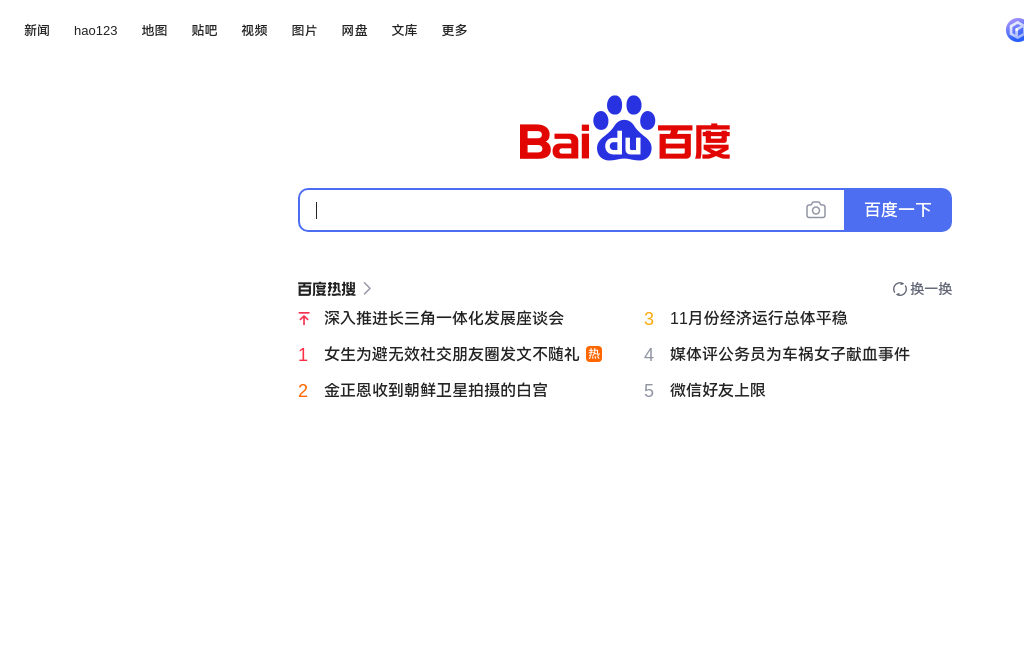 新闻 hao123 地图 贴吧 视频 图片 网盘 文库 更多
Bai du 百度
百度一下
百度热搜 换一换
深入推进长三角一体化发展座谈会
1 女生为避无效社交朋友圈发文不随礼 热
2 金正恩收到朝鲜卫星拍摄的白宫
3 11月份经济运行总体平稳
4 媒体评公务员为车祸女子献血事件
5 微信好友上限